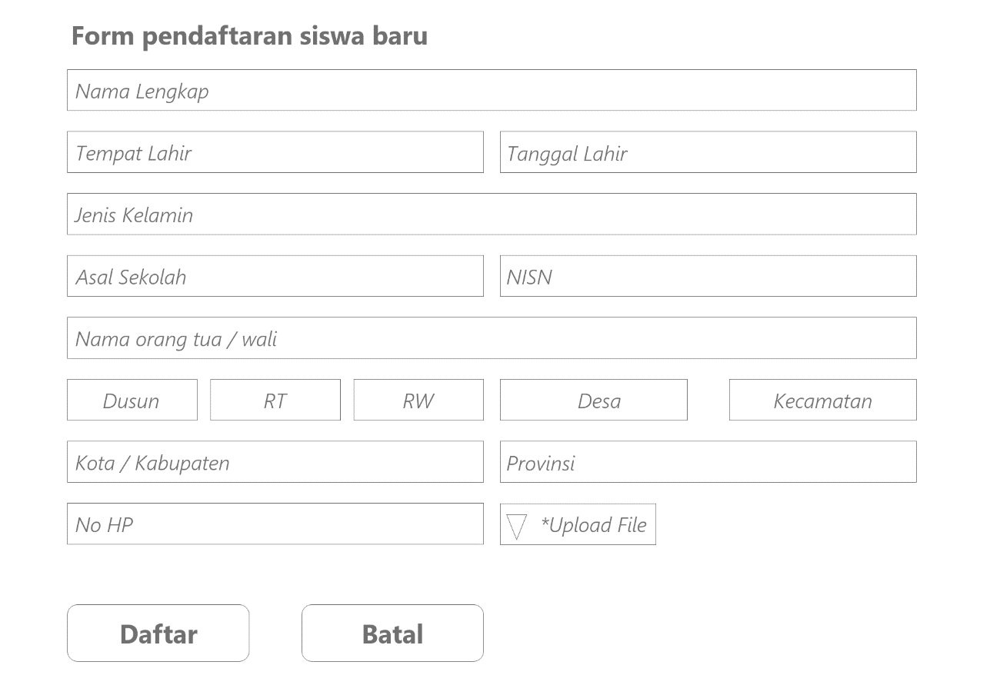 Form pendaftaran siswa baru
Nama Lengkap
Tempat Lahir
Tanggal Lahir
Jenis Kelamin
Asal Sekolah
NISN
Nama orang tua / wali
Dusun
RT
RW
Desa
Kecamatan
Kota / Kabupaten
Provinsi
No HP
*Upload File
Daftar
Batal